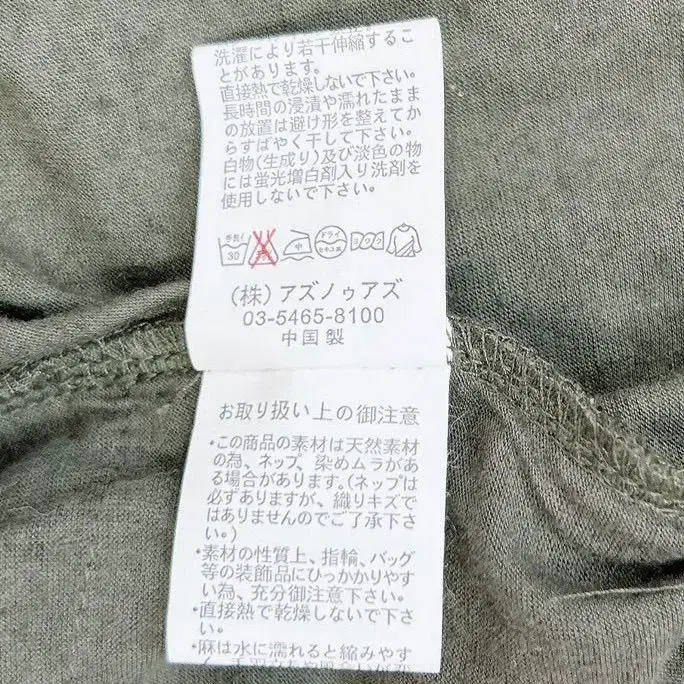 洗濯により若干伸縮するこ
とがあります。
直接熱で乾燥しないで下さい。
長時間の浸漬や濡れたまま
の放置は避け形を整えてか
らすばやく干して下さい。
白物(生成り)及び淡色の物
には蛍光増白剤入り洗剤を
使用しないで下さい。
手洗イ 30 中 ドライ セキユ系
(株)アズノゥアズ
03-5465-8100
中国製
お取り扱い上の御注意
・この商品の素材は天然素材
の為、ネップ、染めムラがあ
る場合があります。(ネップは
必ずありますが、織りキズで
はありませんのでご了承下さ
い。)
・素材の性質上、指輪、バッグ
等の装飾品にひっかかりやす
い為、充分御注意下さい。
・直接熱で乾燥しないで下さ
い。
・麻は水に濡れると縮みやす